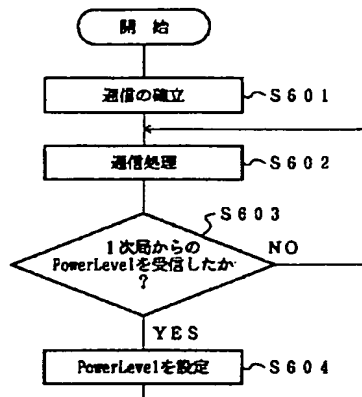 開 始
通信の確立
S601
通信処理
S602
S603
1次局からの
PowerLevelを受信したか
?
NO
YES
PowerLevelを設定
S604